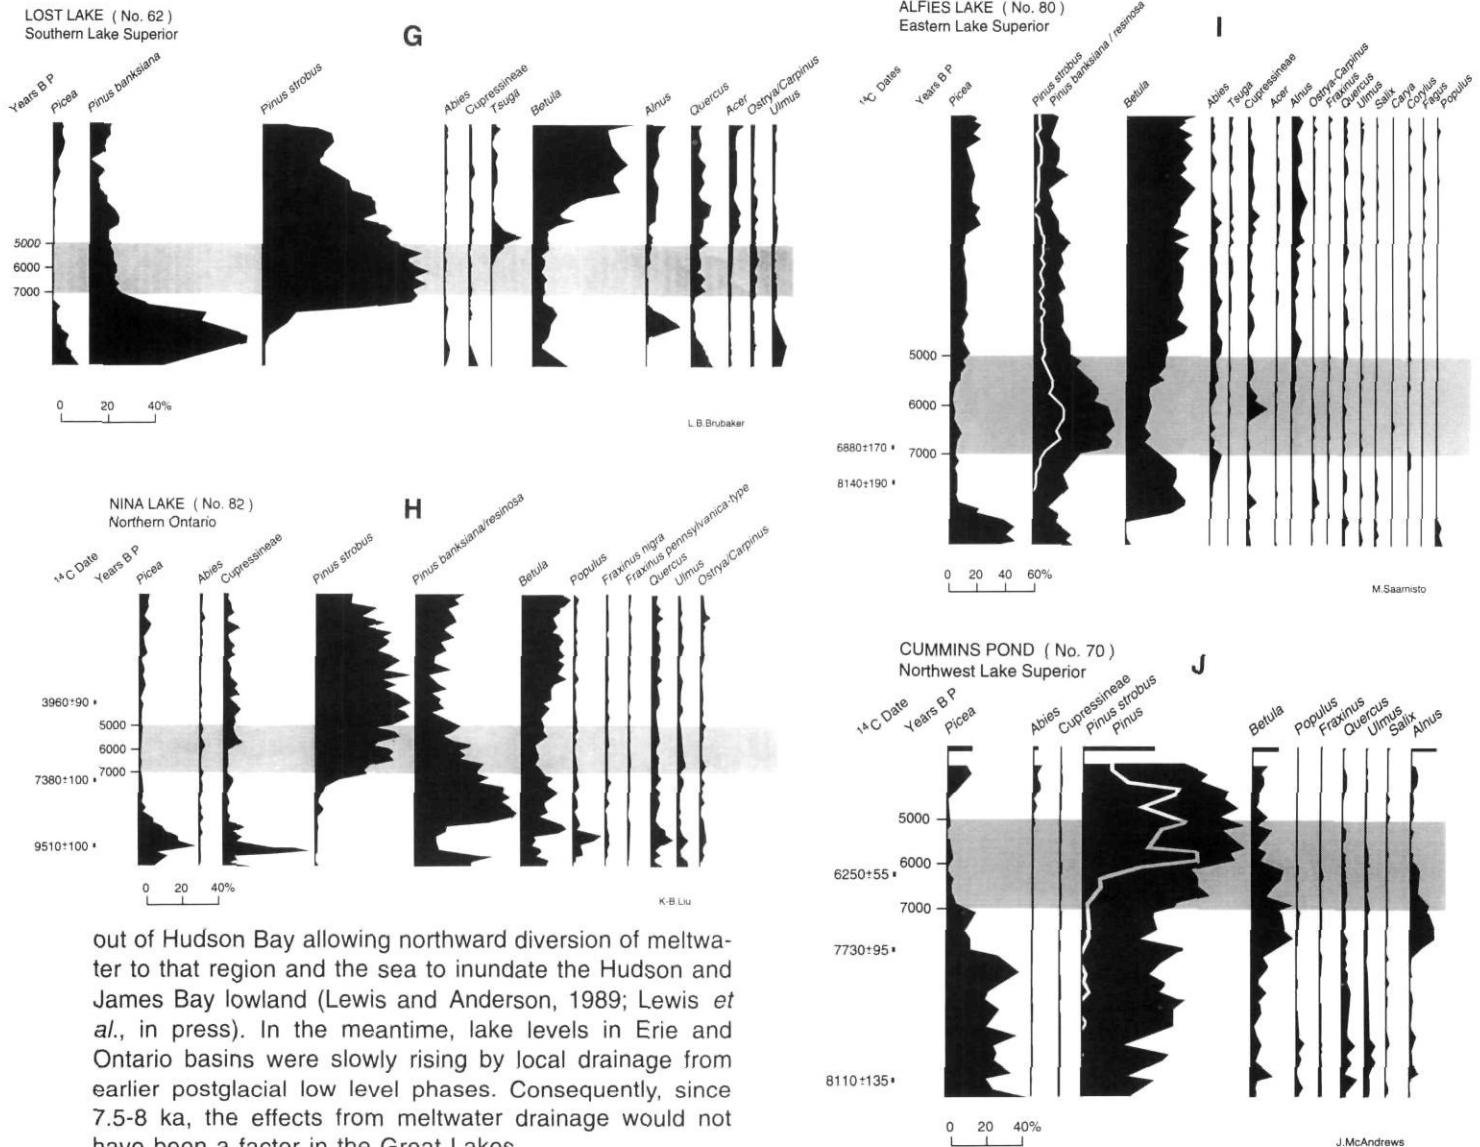 LOST LAKE ( No. 62)
Southern Lake Superior
G
Years B P
Picea
Pinus banksiana
Pinus strobus
Abies
Cupressineae
Tsuga
Betula
Alnus
Quercus
Acer
Ostrya/Carpinus
Ulmus
5000
6000
7000
0 20 40%
L.B.Brubaker
NINA LAKE ( No. 82)
Northern Ontario
H
14C Date
Years B P
Picea
Abies
Cupressineae
Pinus strobus
Pinus banksiana/resinosa
Betula
Populus
Fraxinus nigra
Fraxinus pennsylvanica-type
Quercus
Ulmus
Ostrya/Carpinus
3960±90
5000
6000
7000
7380±100
9510±100
0 20 40%
K-B.Liu
out of Hudson Bay allowing northward diversion of meltwa-
ter to that region and the sea to inundate the Hudson and
James Bay lowland (Lewis and Anderson, 1989; Lewis et
al., in press). In the meantime, lake levels in Erie and
Ontario basins were slowly rising by local drainage from
earlier postglacial low level phases. Consequently, since
7.5-8 ka, the effects from meltwater drainage would not
have been a factor in the Great Lakes.
ALFIES LAKE ( No. 80)
Eastern Lake Superior
I
14C Dates
Years B P
Picea
Pinus strobus
Pinus banksiana / resinosa
Betula
Abies
Tsuga
Cupressineae
Acer
Alnus
Ostrya-Carpinus
Fraxinus
Quercus
Ulmus
Salix
Carya
Corylus
Fagus
Populus
5000
6000
6880±170
7000
8140±190
0 20 40 60%
M.Saarnisto
CUMMINS POND ( No. 70 )
Northwest Lake Superior
J
14C Date
Years B P
Picea
Abies
Cupressineae
Pinus strobus
Pinus
Betula
Populus
Fraxinus
Quercus
Ulmus
Salix
Alnus
5000
6000
6250±55
7000
7730±95
8110±135
0 20 40%
J.McAndrews